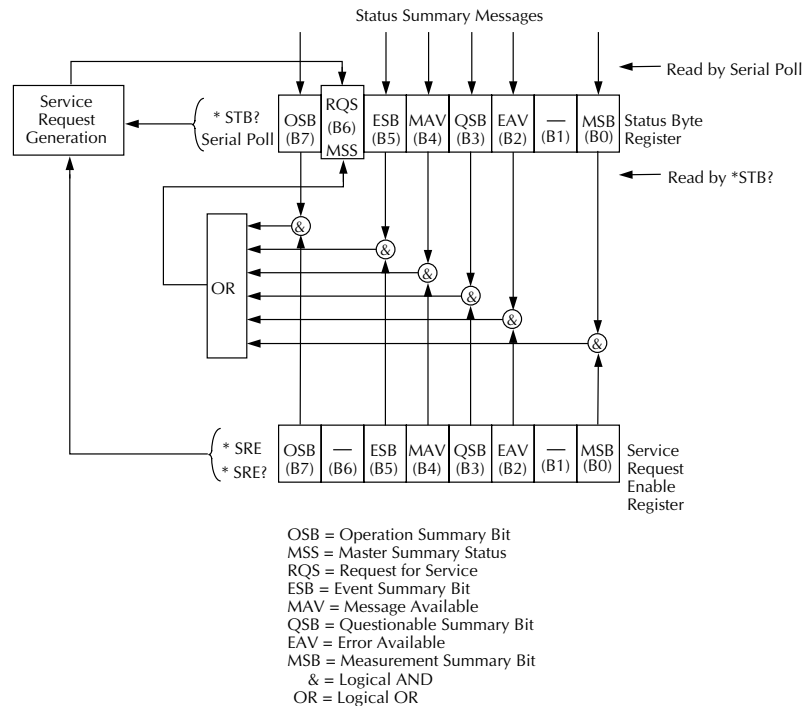 Status Summary Messages
Read by Serial Poll
Service
Request
Generation
* STB?
Serial Poll
OSB
(B7)
RQS
(B6)
MSS
ESB
(B5)
MAV
(B4)
QSB
(B3)
EAV
(B2)
—
(B1)
MSB
(B0)
Status Byte
Register
Read by *STB?
OR
&
&
&
&
&
&
* SRE
* SRE?
OSB
(B7)
—
(B6)
ESB
(B5)
MAV
(B4)
QSB
(B3)
EAV
(B2)
—
(B1)
MSB
(B0)
Service
Request
Enable
Register
OSB = Operation Summary Bit
MSS = Master Summary Status
RQS = Request for Service
ESB = Event Summary Bit
MAV = Message Available
QSB = Questionable Summary Bit
EAV = Error Available
MSB = Measurement Summary Bit
& = Logical AND
OR = Logical OR